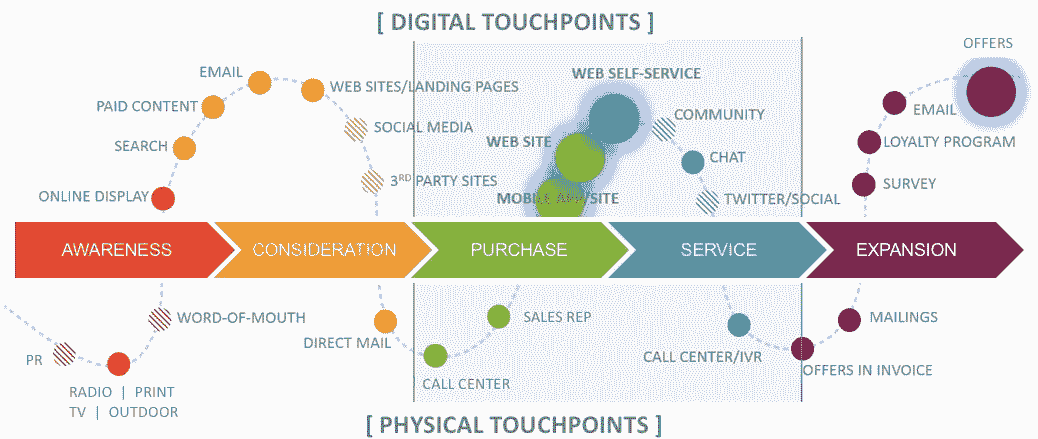 [ DIGITAL TOUCHPOINTS ]
OFFERS
EMAIL
WEB SITES/LANDING PAGES
WEB SELF-SERVICE
PAID CONTENT
SOCIAL MEDIA
COMMUNITY
EMAIL
SEARCH
WEB SITE
LOYALTY PROGRAM
CHAT
3RD PARTY SITES
SURVEY
ONLINE DISPLAY
MOBILE APP/SITE
TWITTER/SOCIAL
AWARENESS
CONSIDERATION
PURCHASE
SERVICE
EXPANSION
WORD-OF-MOUTH
SALES REP
MAILINGS
DIRECT MAIL
PR
CALL CENTER/IVR
OFFERS IN INVOICE
CALL CENTER
RADIO | PRINT
TV | OUTDOOR
[ PHYSICAL TOUCHPOINTS ]